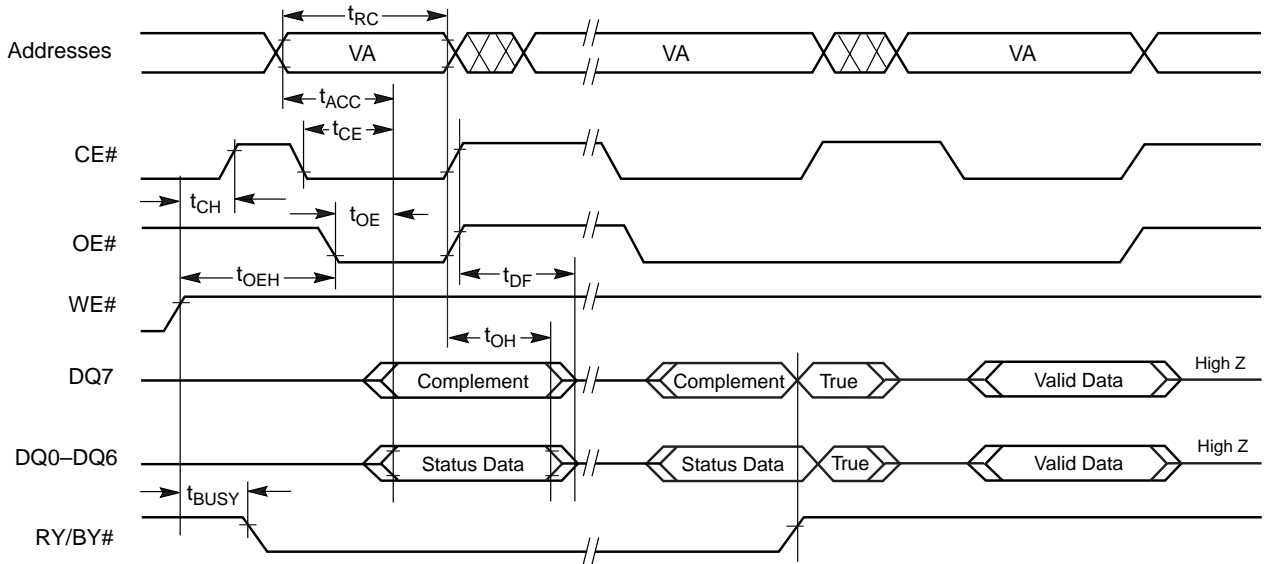 tRC
Addresses VA VA VA
tACC
tCE
CE#
tCH
tOE
OE#
tOEH tDF
WE#
tOH
DQ7 Complement Complement True Valid Data High Z
DQ0–DQ6 Status Data Status Data True Valid Data High Z
tBUSY
RY/BY#